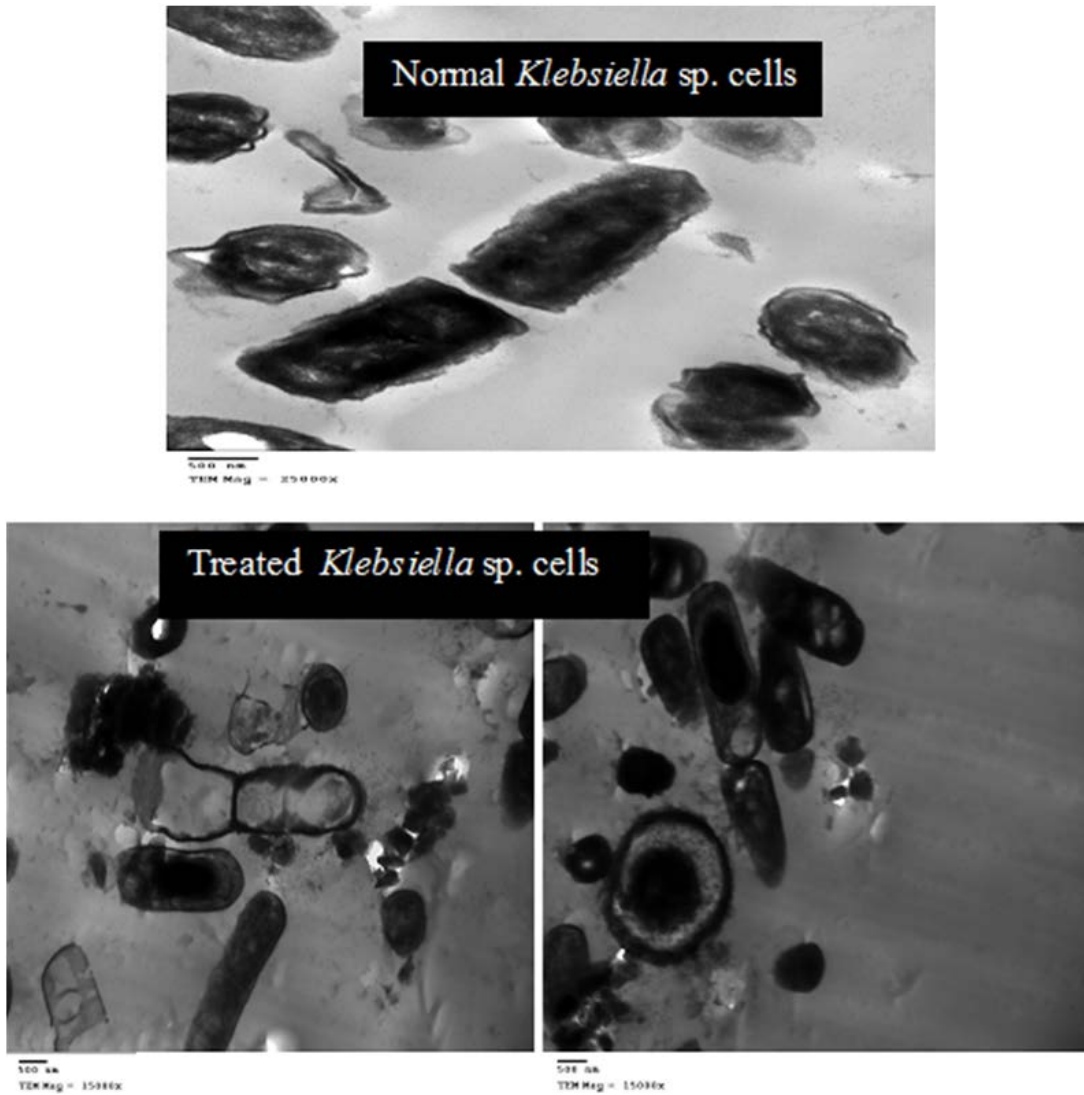 Normal Klebsiella sp. cells
500 nm
TEM Mag = 25000x
Treated Klebsiella sp. cells
500 nm
TEM Mag = 15000x
500 nm
TEM Mag = 15000x